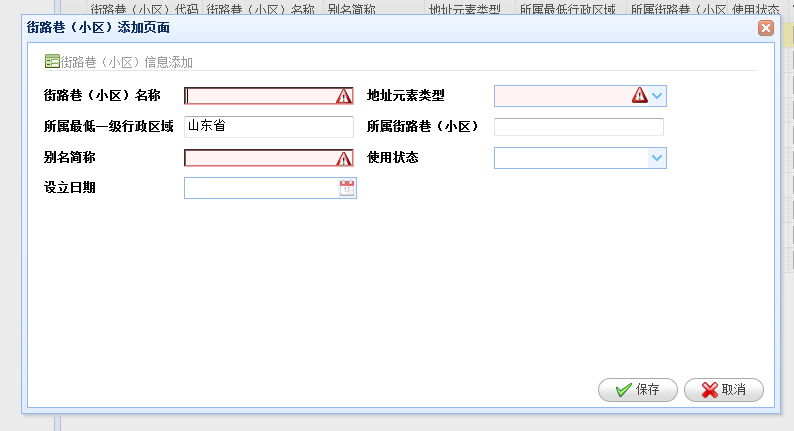 街路巷（小区）代码 街路巷（小区）名称 别名简称 地址元素类型 所属最低行政区域 所属街路巷（小区 使用状态
街路巷（小区）添加页面
街路巷（小区）信息添加
街路巷（小区）名称 地址元素类型
所属最低一级行政区域 山东省 所属街路巷（小区）
别名简称 使用状态
设立日期
保存 取消